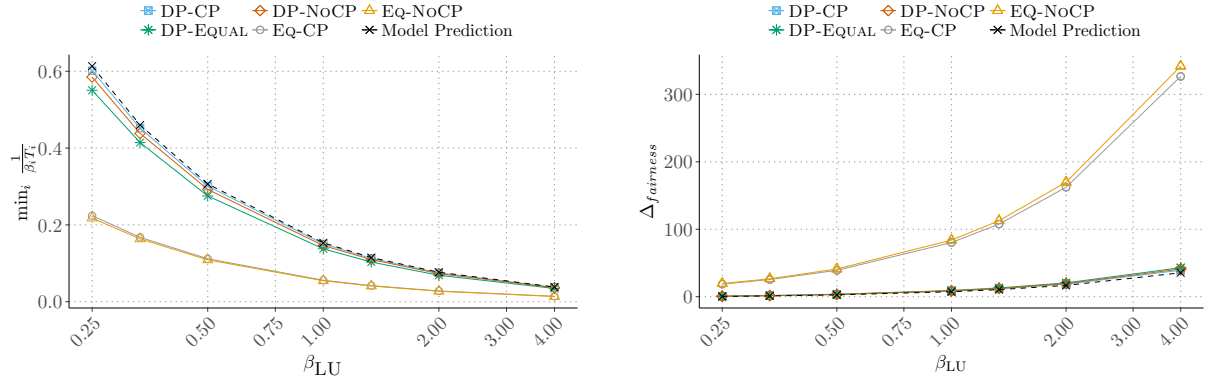 DP-CP DP-NOCP EQ-NOCP
DP-EQUAL EQ-CP Model Prediction
0.6
0.4
0.2
0.0
min_i 1/(β_i T_i)
0.25 0.50 0.75 1.00 2.00 3.00 4.00
β_LU
DP-CP DP-NOCP EQ-NOCP
DP-EQUAL EQ-CP Model Prediction
300
200
100
0
Δ_fairness
0.25 0.50 0.75 1.00 2.00 3.00 4.00
β_LU